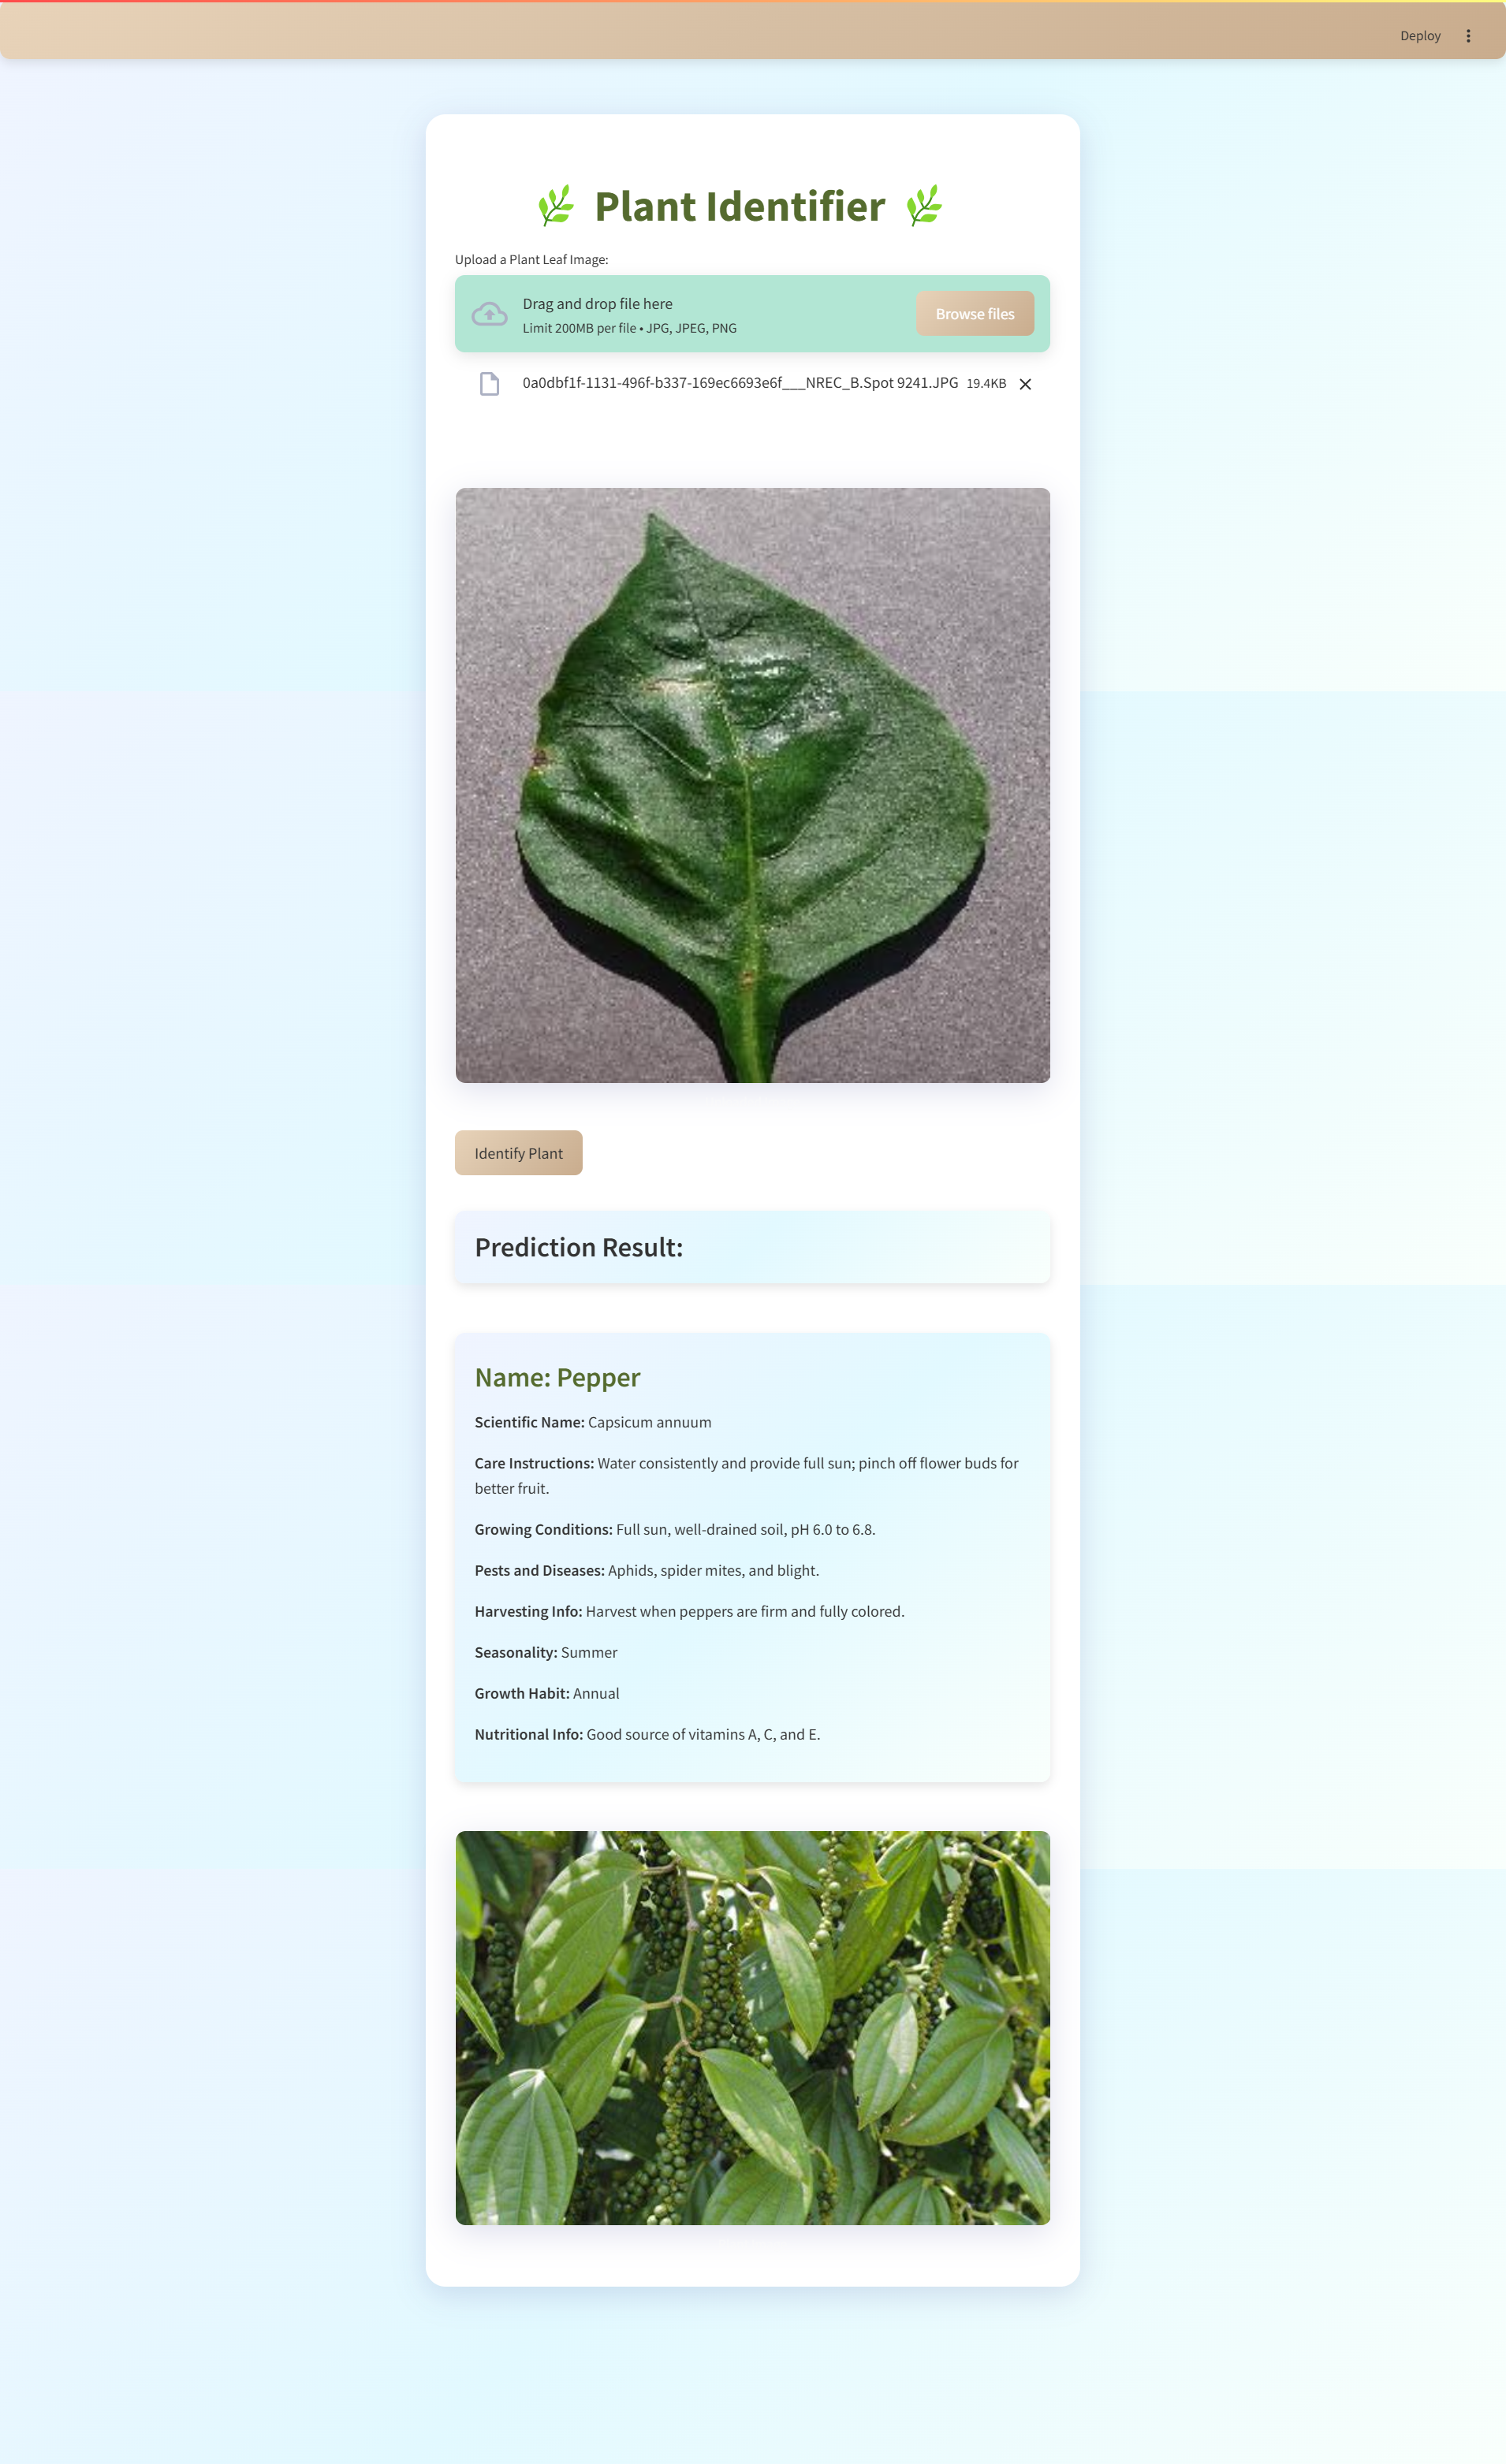 Deploy
Plant Identifier
Upload a Plant Leaf Image:
Drag and drop file here
Limit 200MB per file • JPG, JPEG, PNG
Browse files
0a0dbf1f-1131-496f-b337-169ec6693e6f___NREC_B.Spot 9241.JPG 19.4KB
Identify Plant
Prediction Result:
Name: Pepper
Scientific Name: Capsicum annuum
Care Instructions: Water consistently and provide full sun; pinch off flower buds for
better fruit.
Growing Conditions: Full sun, well-drained soil, pH 6.0 to 6.8.
Pests and Diseases: Aphids, spider mites, and blight.
Harvesting Info: Harvest when peppers are firm and fully colored.
Seasonality: Summer
Growth Habit: Annual
Nutritional Info: Good source of vitamins A, C, and E.